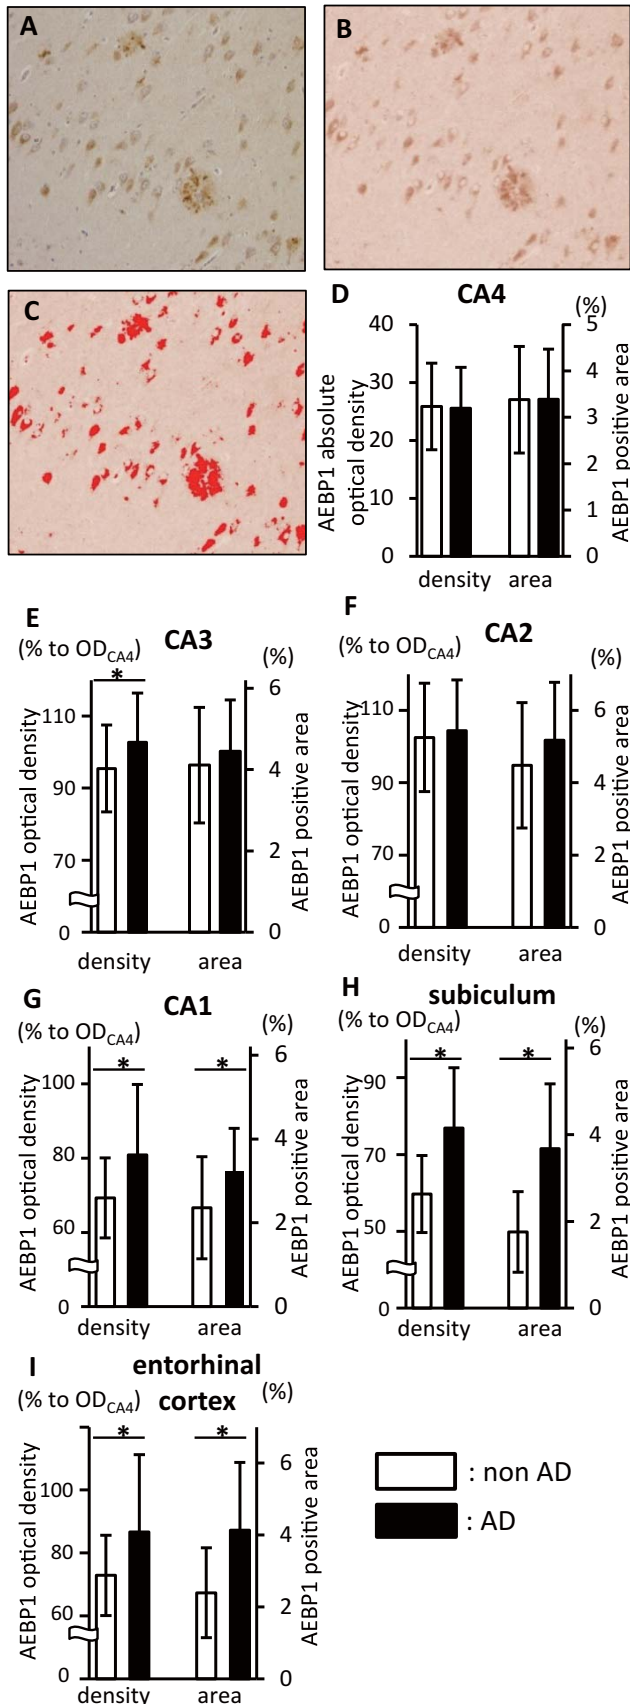 A
B
C
D
CA4
(%)
AEBP1 absolute
optical density
40
30
20
10
0
5
4
3
2
1
0
AEBP1 positive area
density area
E
(% to ODCA4)
CA3
(%)
*
AEBP1 optical density
110
90
70
0
6
4
2
0
AEBP1 positive area
density area
F
(% to ODCA4)
CA2
(%)
AEBP1 optical density
110
90
70
0
6
4
2
0
AEBP1 positive area
density area
G
(% to ODCA4)
CA1
(%)
* *
AEBP1 optical density
100
80
60
0
6
4
2
0
AEBP1 positive area
density area
H
(% to ODCA4)
subiculum
(%)
* *
AEBP1 optical density
90
70
50
0
6
4
2
0
AEBP1 positive area
density area
I
(% to ODCA4)
entorhinal
cortex
(%)
* *
AEBP1 optical density
100
80
60
0
6
4
2
0
AEBP1 positive area
density area
: non AD
: AD